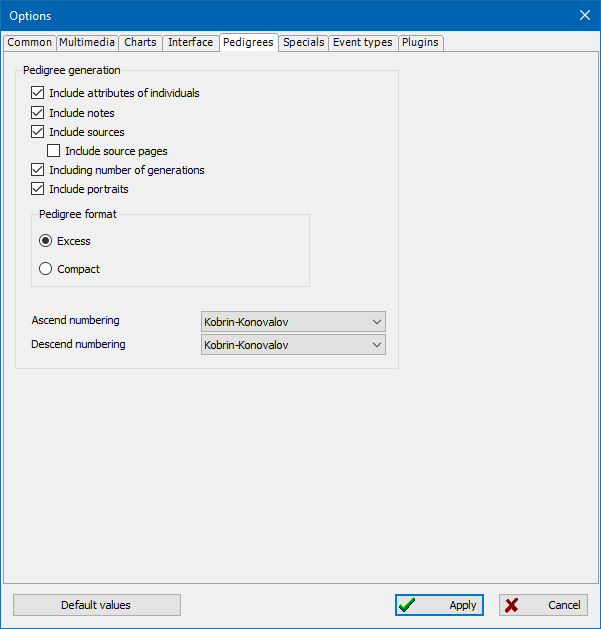 Options
Common Multimedia Charts Interface Pedigrees Specials Event types Plugins
Pedigree generation
Include attributes of individuals
Include notes
Include sources
Include source pages
Including number of generations
Include portraits
Pedigree format
Excess
Compact
Ascend numbering Kobrin-Konovalov
Descend numbering Kobrin-Konovalov
Default values Apply Cancel